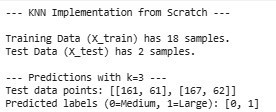 --- KNN Implementation from Scratch ---
Training Data (X_train) has 18 samples.
Test Data (X_test) has 2 samples.
--- Predictions with k=3 ---
Test data points: [[161, 61], [167, 62]]
Predicted labels (0=Medium, 1=Large): [0, 1]